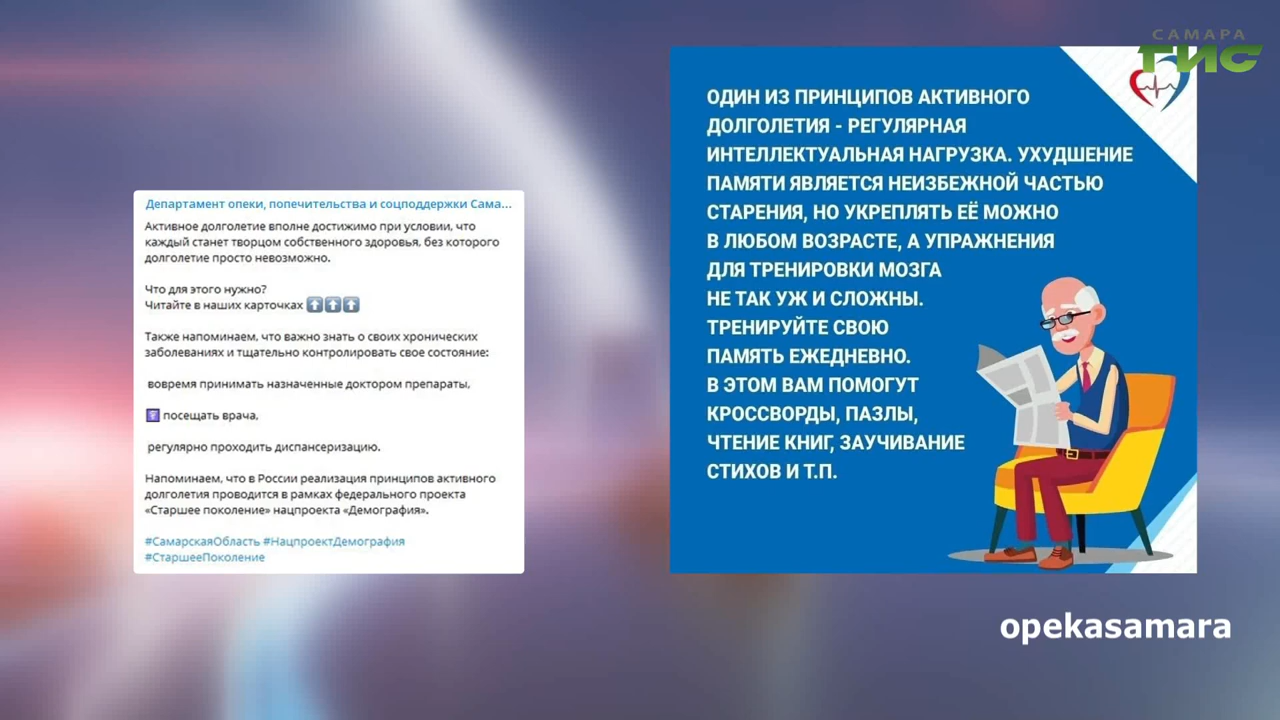 САМАРА
ГИС
Департамент опеки, попечительства и соцподдержки Сама...
Активное долголетие вполне достижимо при условии, что
каждый станет творцом собственного здоровья, без которого
долголетие просто невозможно.
Что для этого нужно?
Читайте в наших карточках ⬆⬆⬆
Также напоминаем, что важно знать о своих хронических
заболеваниях и тщательно контролировать свое состояние:
вовремя принимать назначенные доктором препараты,
посещать врача,
регулярно проходить диспансеризацию.
Напоминаем, что в России реализация принципов активного
долголетия проводится в рамках федерального проекта
«Старшее поколение» нацпроекта «Демография».
#СамарскаяОбласть #НацпроектДемография
#СтаршееПоколение
ОДИН ИЗ ПРИНЦИПОВ АКТИВНОГО
ДОЛГОЛЕТИЯ - РЕГУЛЯРНАЯ
ИНТЕЛЛЕКТУАЛЬНАЯ НАГРУЗКА. УХУДШЕНИЕ
ПАМЯТИ ЯВЛЯЕТСЯ НЕИЗБЕЖНОЙ ЧАСТЬЮ
СТАРЕНИЯ, НО УКРЕПЛЯТЬ ЕЁ МОЖНО
В ЛЮБОМ ВОЗРАСТЕ, А УПРАЖНЕНИЯ
ДЛЯ ТРЕНИРОВКИ МОЗГА
НЕ ТАК УЖ И СЛОЖНЫ.
ТРЕНИРУЙТЕ СВОЮ
ПАМЯТЬ ЕЖЕДНЕВНО.
В ЭТОМ ВАМ ПОМОГУТ
КРОССВОРДЫ, ПАЗЛЫ,
ЧТЕНИЕ КНИГ, ЗАУЧИВАНИЕ
СТИХОВ И Т.П.
opekasamara